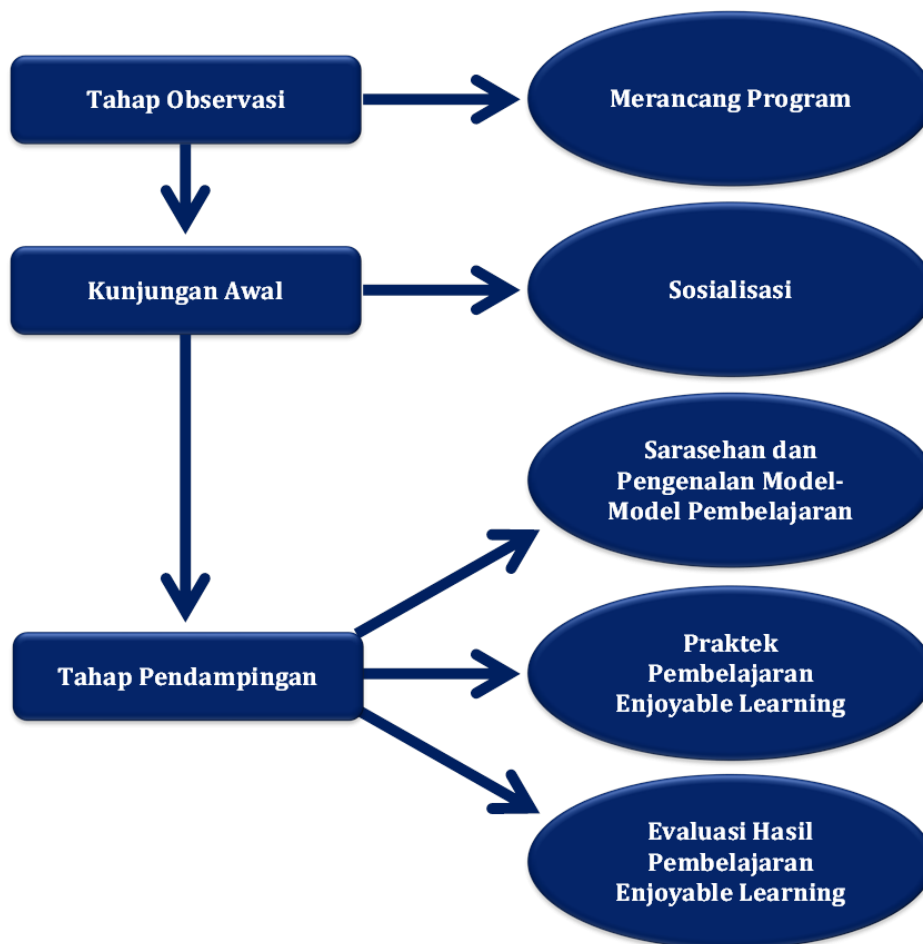 Tahap Observasi
Merancang Program
Kunjungan Awal
Sosialisasi
Sarasehan dan
Pengenalan Model-
Model Pembelajaran
Tahap Pendampingan
Praktek
Pembelajaran
Enjoyable Learning
Evaluasi Hasil
Pembelajaran
Enjoyable Learning